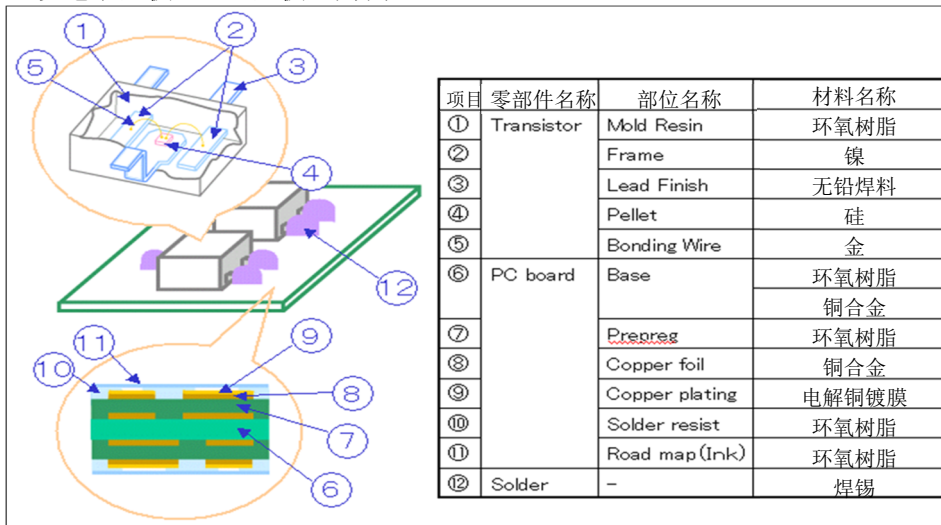 ①
②
⑤
③
④
⑫
⑪
⑨
⑩
⑧
⑦
⑥
项目 零部件名称 部位名称 材料名称
① Transistor Mold Resin 环氧树脂
② Frame 镍
③ Lead Finish 无铅焊料
④ Pellet 硅
⑤ Bonding Wire 金
⑥ PC board Base 环氧树脂
铜合金
⑦ Prepreg 环氧树脂
⑧ Copper foil 铜合金
⑨ Copper plating 电解铜镀膜
⑩ Solder resist 环氧树脂
⑪ Road map(Ink) 环氧树脂
⑫ Solder - 焊锡